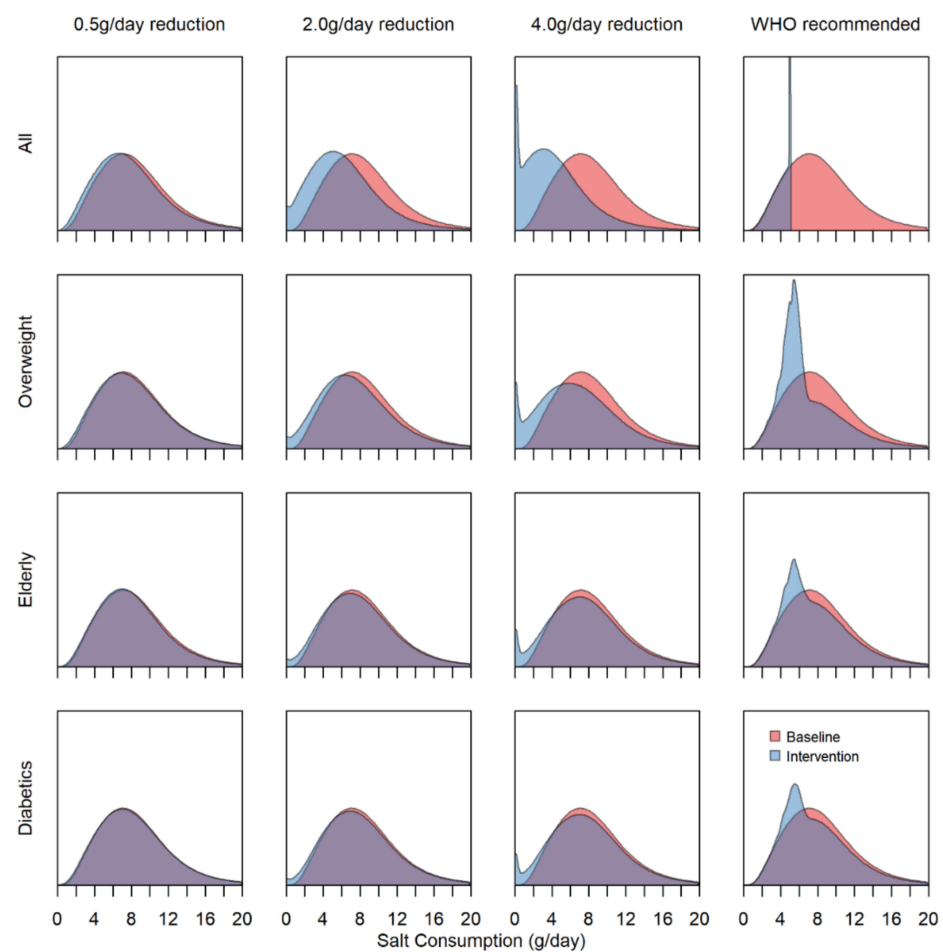 0.5g/day reduction 2.0g/day reduction 4.0g/day reduction WHO recommended
All
Overweight
Elderly
Diabetics
Baseline
Intervention
0 4 8 12 16 20 0 4 8 12 16 20 0 4 8 12 16 20 0 4 8 12 16 20
Salt Consumption (g/day)